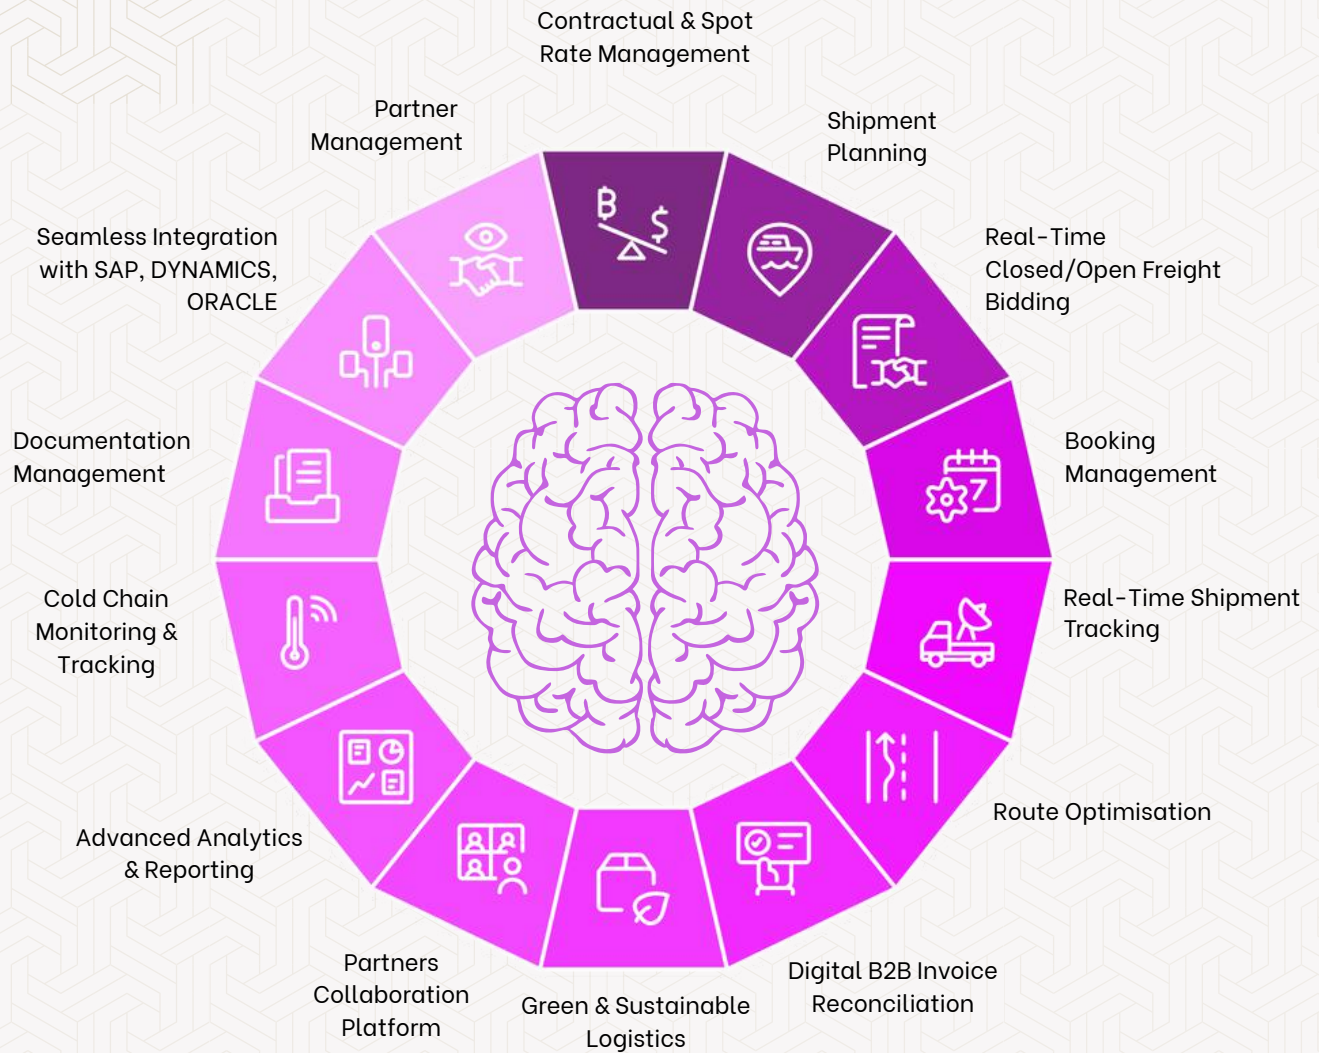 Contractual & Spot
Rate Management
Shipment
Planning
Real-Time
Closed/Open Freight
Bidding
Booking
Management
Real-Time Shipment
Tracking
Route Optimisation
Digital B2B Invoice
Reconciliation
Green & Sustainable
Logistics
Partners
Collaboration
Platform
Advanced Analytics
& Reporting
Cold Chain
Monitoring &
Tracking
Documentation
Management
Seamless Integration
with SAP, DYNAMICS,
ORACLE
Partner
Management
B $
7